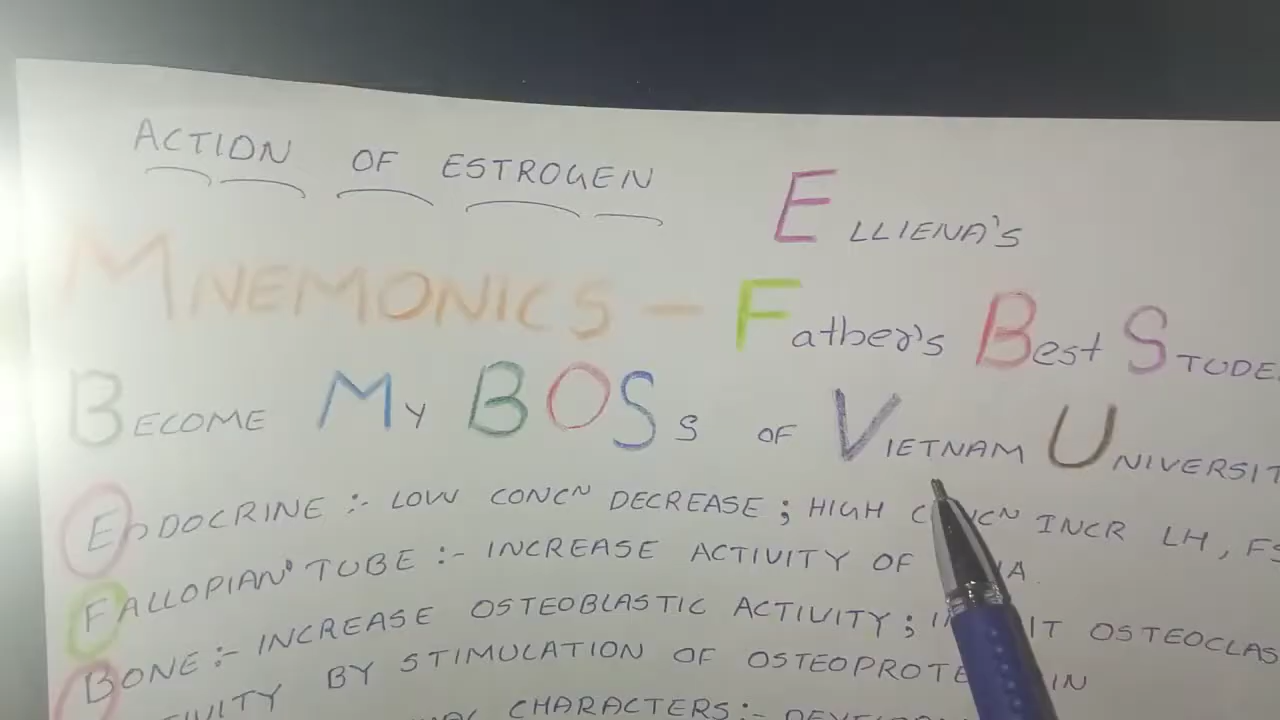 ACTION OF ESTROGEN
ELLIENA'S
MNEMONICS - Father's Best STUDE
BECOME MY BOSS OF VIETNAM UNIVERSIT
ENDOCRINE :- LOW CONCN DECREASE ; HIGH CONCN INCR LH, FS
FALLOPIAN TUBE :- INCREASE ACTIVITY OF
BONE :- INCREASE OSTEOBLASTIC ACTIVITY ; OSTEOCLAS
BY STIMULATION OF OSTEOPROTE IN
CHARACTERS :- DEVELO